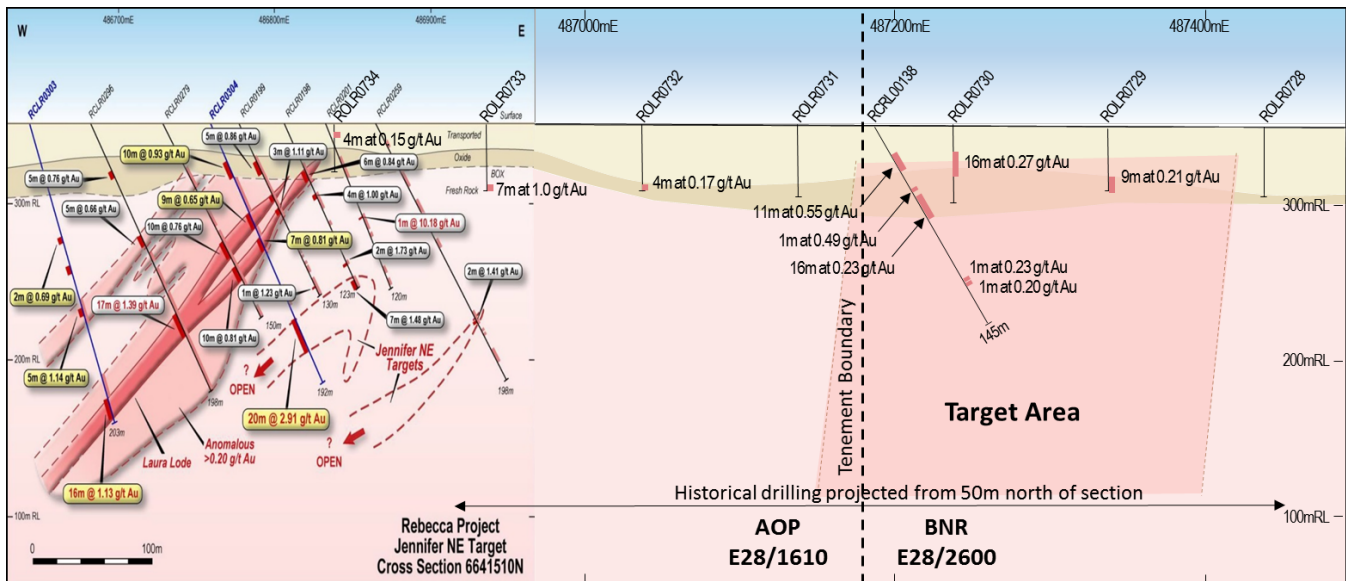 486700mE
486800mE
486900mE
487000mE
487200mE
487400mE
W
E
RCLR0303
RCLR0296
RCLR0279
RCLR0304
RCLR0199
RCLR0198
RCLR0201
ROLR0734
RCLR0259
ROLR0733
ROLR0732
ROLR0731
RCRL00138
ROLR0730
ROLR0729
ROLR0728
Surface
Transported
Oxide
BOX
Fresh Rock
5m @ 0.86 g/t Au
4m at 0.15 g/t Au
10m @ 0.93 g/t Au
3m @ 1.11 g/t Au
6m @ 0.84 g/t Au
5m @ 0.76 g/t Au
7m at 1.0 g/t Au
4m at 0.17 g/t Au
16m at 0.27 g/t Au
9m at 0.21 g/t Au
9m @ 0.65 g/t Au
4m @ 1.00 g/t Au
300m RL
300mRL
5m @ 0.66 g/t Au
11m at 0.55 g/t Au
10m @ 0.76 g/t Au
1m @ 10.18 g/t Au
7m @ 0.81 g/t Au
1m at 0.49 g/t Au
2m @ 1.73 g/t Au
16m at 0.23 g/t Au
2m @ 1.41 g/t Au
1m at 0.23 g/t Au
1m at 0.20 g/t Au
2m @ 0.69 g/t Au
17m @ 1.39 g/t Au
1m @ 1.23 g/t Au
130m
123m
120m
150m
7m @ 1.48 g/t Au
10m @ 0.81 g/t Au
145m
200m RL
200mRL
Jennifer NE
Targets
5m @ 1.14 g/t Au
?
OPEN
192m
198m
198m
20m @ 2.91 g/t Au
203m
Anomalous
>0.20 g/t Au
Laura Lode
?
OPEN
16m @ 1.13 g/t Au
Tenement Boundary
Target Area
Historical drilling projected from 50m north of section
100m RL
100mRL
Rebecca Project
Jennifer NE Target
Cross Section 6641510N
0
100m
AOP
E28/1610
BNR
E28/2600